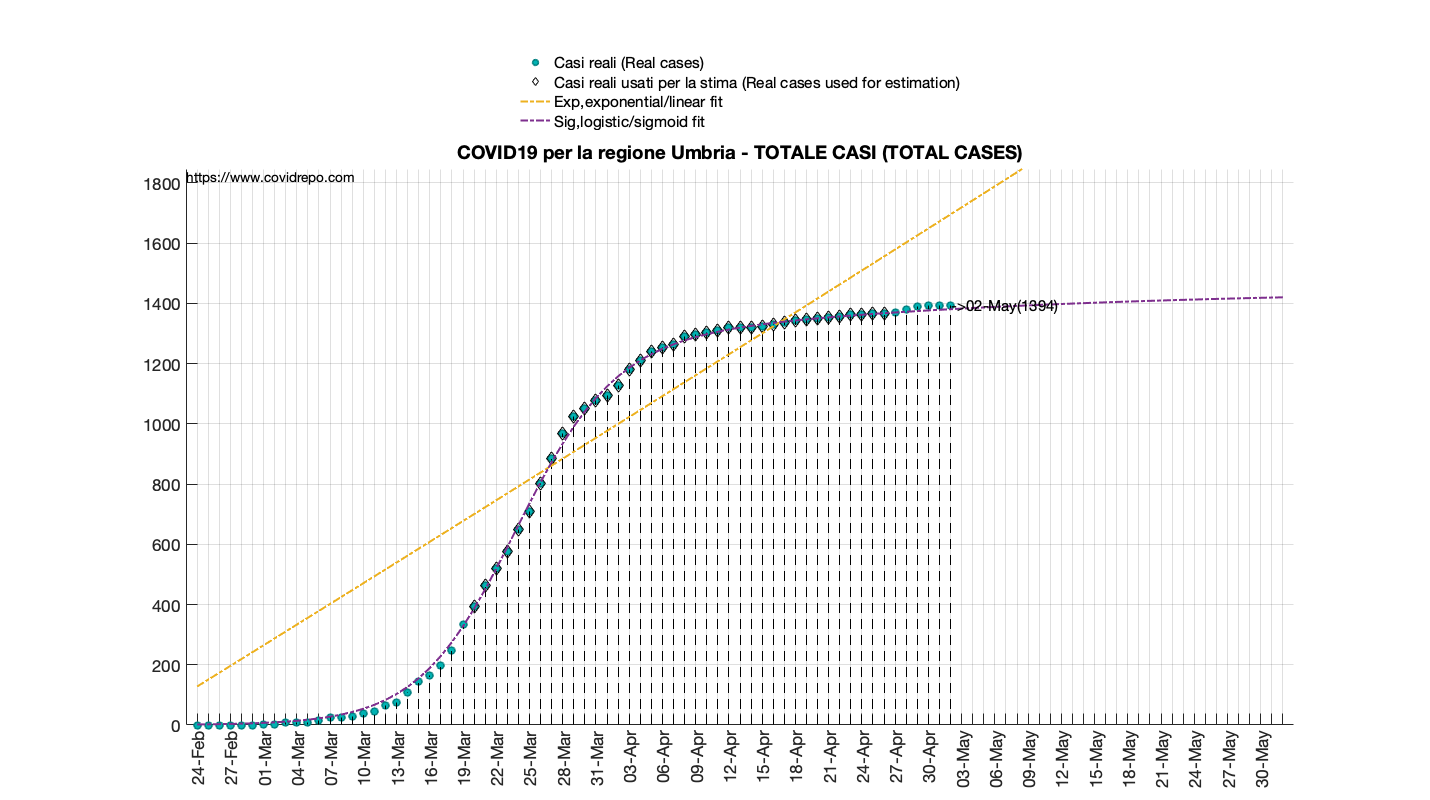 Casi reali (Real cases)
Casi reali usati per la stima (Real cases used for estimation)
Exp,exponential/linear fit
Sig,logistic/sigmoid fit
COVID19 per la regione Umbria - TOTALE CASI (TOTAL CASES)
https://www.covidrepo.com
1800
1600
1400
1200
1000
800
600
400
200
0
->02-May(1394)
24-Feb
27-Feb
01-Mar
04-Mar
07-Mar
10-Mar
13-Mar
16-Mar
19-Mar
22-Mar
25-Mar
28-Mar
31-Mar
03-Apr
06-Apr
09-Apr
12-Apr
15-Apr
18-Apr
21-Apr
24-Apr
27-Apr
30-Apr
03-May
06-May
09-May
12-May
15-May
18-May
21-May
24-May
27-May
30-May